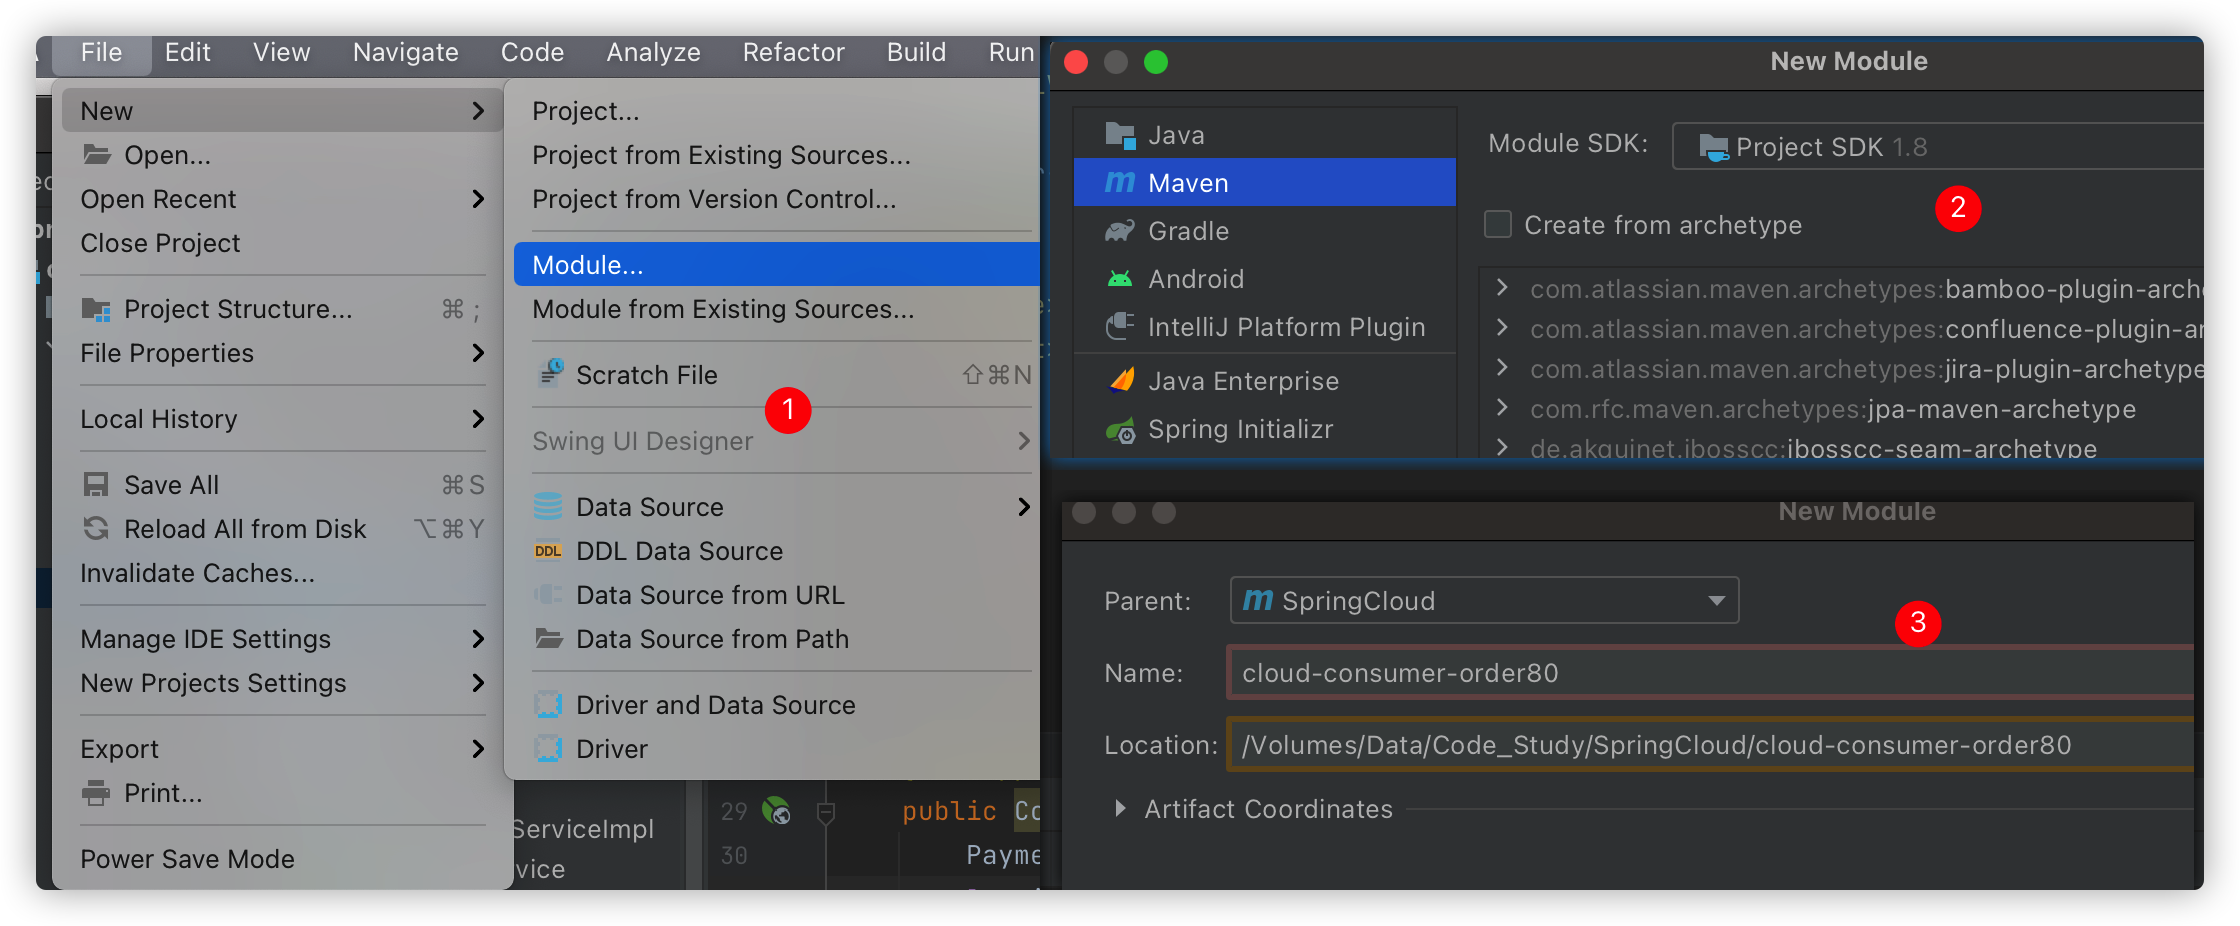 File Edit View Navigate Code Analyze Refactor Build Run
New
Open...
Open Recent
Close Project
Project Structure... ⌘ ;
File Properties
Local History
Save All ⌘S
Reload All from Disk ⌥⌘Y
Invalidate Caches...
Manage IDE Settings
New Projects Settings
Export
Print...
Power Save Mode
Project...
Project from Existing Sources...
Project from Version Control...
Module...
Module from Existing Sources...
Scratch File ⇧⌘N
1
Swing UI Designer
Data Source
DDL Data Source
Data Source from URL
Data Source from Path
Driver and Data Source
Driver
ServiceImpl
vice
29 public Co
30 Payme
New Module
Java
Maven
Gradle
Android
IntelliJ Platform Plugin
Java Enterprise
Spring Initializr
Module SDK: Project SDK 1.8
2
Create from archetype
com.atlassian.maven.archetypes:bamboo-plugin-arche
com.atlassian.maven.archetypes:confluence-plugin-ar
com.atlassian.maven.archetypes:jira-plugin-archetype
com.rfc.maven.archetypes:jpa-maven-archetype
de.akquinet.jbosscc:jbosscc-seam-archetype
New Module
Parent: SpringCloud
3
Name: cloud-consumer-order80
Location: /Volumes/Data/Code_Study/SpringCloud/cloud-consumer-order80
Artifact Coordinates